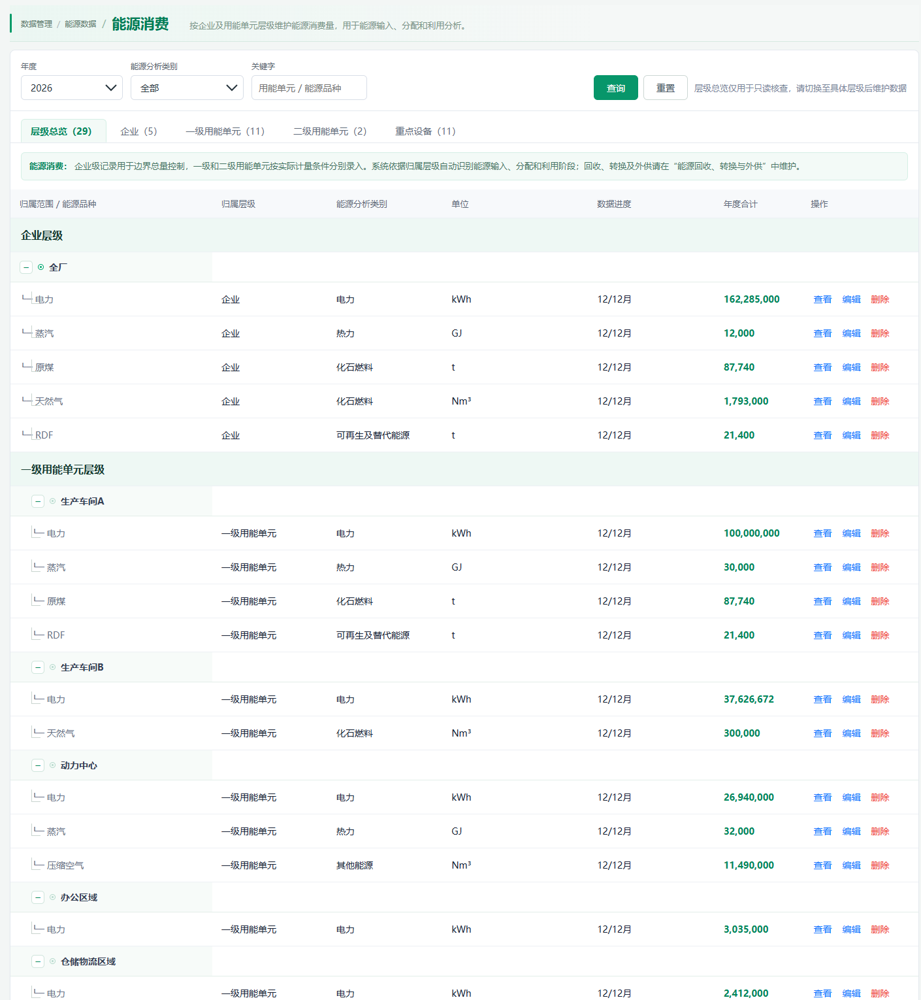 数据管理 / 能源数据 / 能源消费 按企业及用能单元层级维护能源消费量，用于能源输入、分配和利用分析。
年度 能源分析类别 关键字
2026 全部 用能单元 / 能源品种 查询 重置 层级总览仅用于只读核查，请切换至具体层级后维护数据
层级总览（29） 企业（5） 一级用能单元（11） 二级用能单元（2） 重点设备（11）
能源消费： 企业级记录用于边界总量控制，一级和二级用能单元按实际计量条件分别录入。系统依据归属层级自动识别能源输入、分配和利用阶段；回收、转换及外供请在“能源回收、转换与外供”中维护。
归属范围 / 能源品种 归属层级 能源分析类别 单位 数据进度 年度合计 操作
企业层级
全厂
电力 企业 电力 kWh 12/12月 162,285,000 查看 编辑 删除
蒸汽 企业 热力 GJ 12/12月 12,000 查看 编辑 删除
原煤 企业 化石燃料 t 12/12月 87,740 查看 编辑 删除
天然气 企业 化石燃料 Nm³ 12/12月 1,793,000 查看 编辑 删除
RDF 企业 可再生及替代能源 t 12/12月 21,400 查看 编辑 删除
一级用能单元层级
生产车间A
电力 一级用能单元 电力 kWh 12/12月 100,000,000 查看 编辑 删除
蒸汽 一级用能单元 热力 GJ 12/12月 30,000 查看 编辑 删除
原煤 一级用能单元 化石燃料 t 12/12月 87,740 查看 编辑 删除
RDF 一级用能单元 可再生及替代能源 t 12/12月 21,400 查看 编辑 删除
生产车间B
电力 一级用能单元 电力 kWh 12/12月 37,626,672 查看 编辑 删除
天然气 一级用能单元 化石燃料 Nm³ 12/12月 300,000 查看 编辑 删除
动力中心
电力 一级用能单元 电力 kWh 12/12月 26,940,000 查看 编辑 删除
蒸汽 一级用能单元 热力 GJ 12/12月 32,000 查看 编辑 删除
压缩空气 一级用能单元 其他能源 Nm³ 12/12月 11,490,000 查看 编辑 删除
办公区域
电力 一级用能单元 电力 kWh 12/12月 3,035,000 查看 编辑 删除
仓储物流区域
电力 一级用能单元 电力 kWh 12/12月 2,412,000 查看 编辑 删除